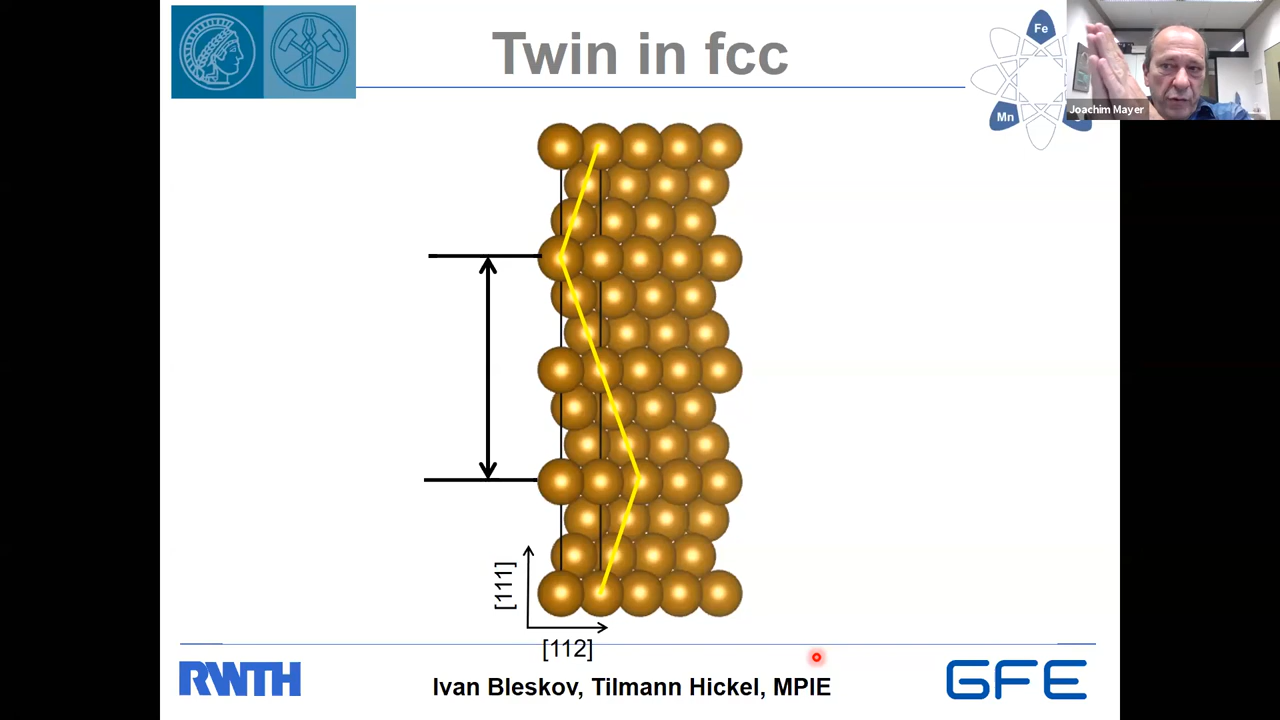 Twin in fcc
Fe
Mn
Joachim Mayer
[111]
[112]
RWTH
Ivan Bleskov, Tilmann Hickel, MPIE
GFE